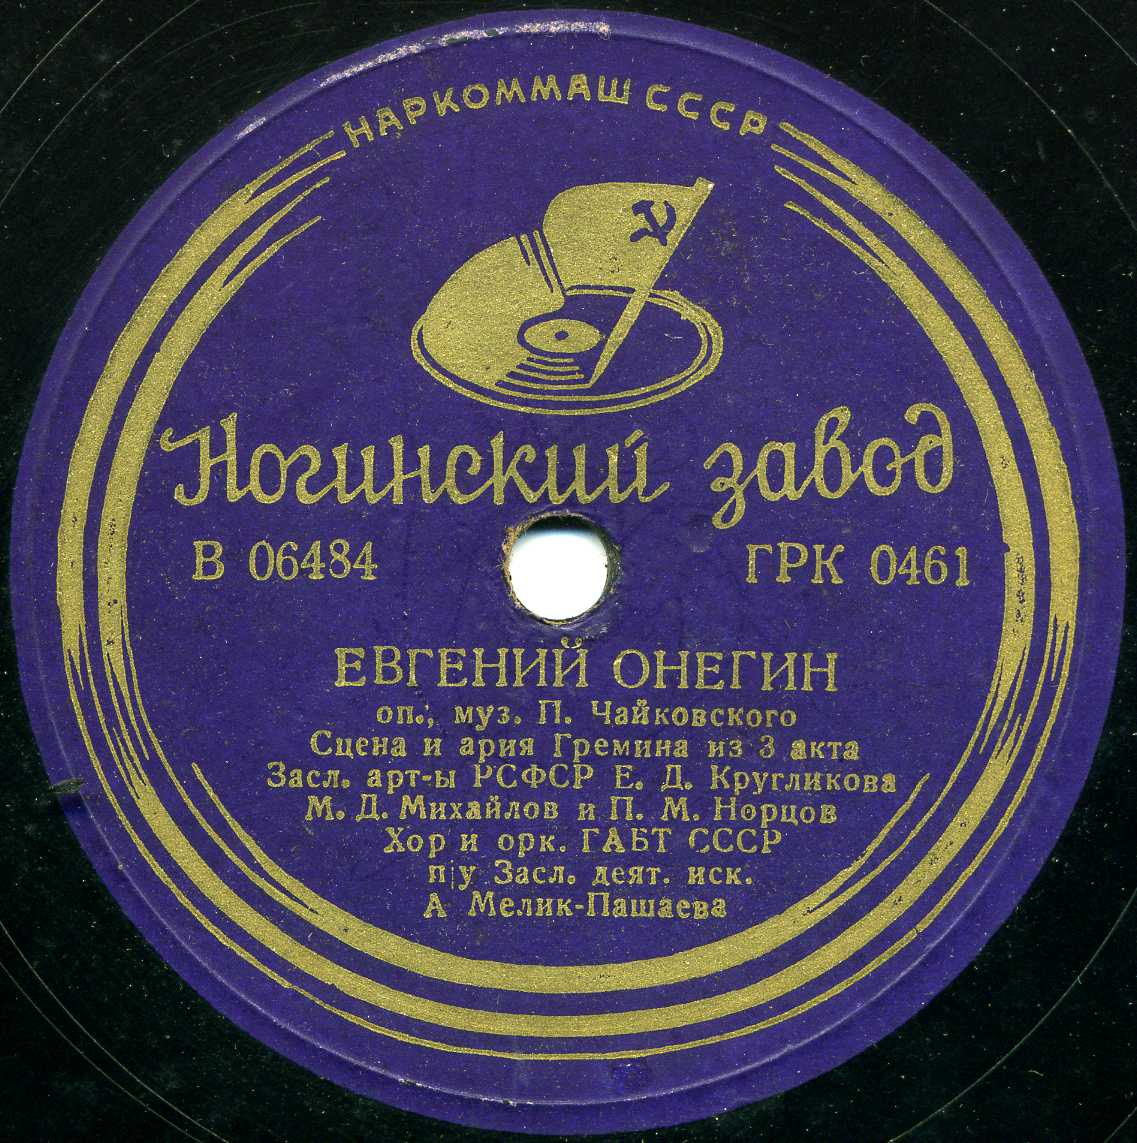 НАРКОММАШ СССР
Ногинский завод
В 06484 ГРК 0461
ЕВГЕНИЙ ОНЕГИН
оп., муз. П. Чайковского
Сцена и ария Гремина из 3 акта
Засл. арт-ы РСФСР Е. Д. Кругликова
М. Д. Михайлов и П. М. Норцов
Хор и орк. ГАБТ СССР
п/у Засл. деят. иск.
А Мелик-Пашаева